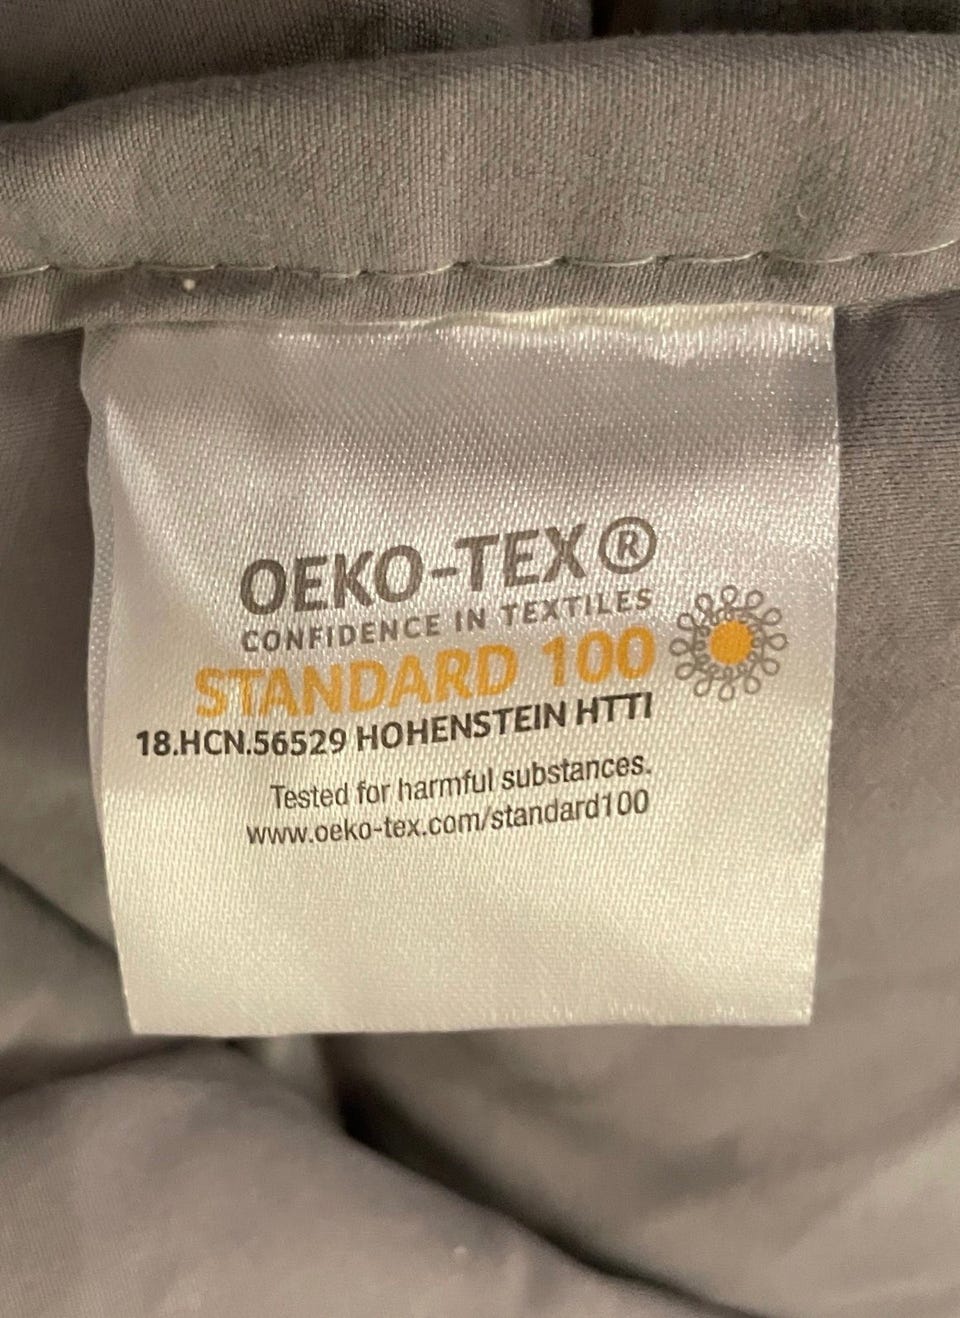 OEKO-TEX®
CONFIDENCE IN TEXTILES
STANDARD 100
18.HCN.56529 HOHENSTEIN HTTI
Tested for harmful substances.
www.oeko-tex.com/standard100